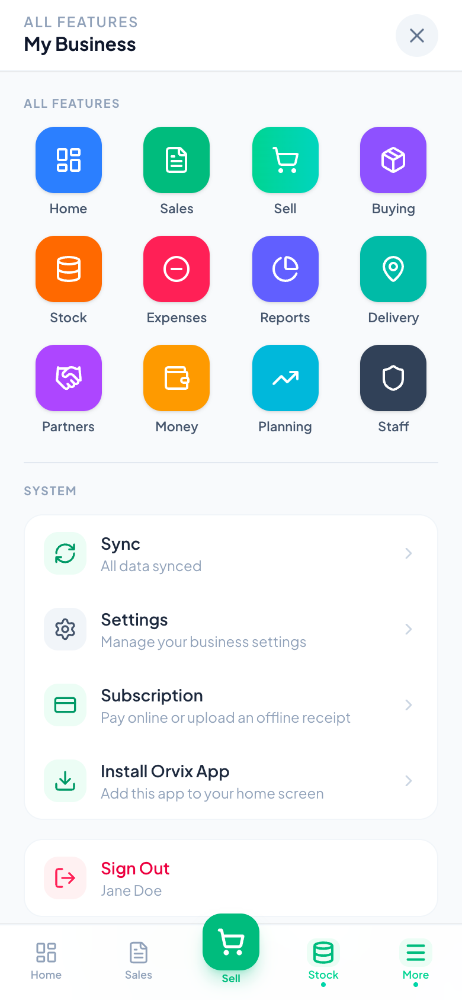 ALL FEATURES
My Business
ALL FEATURES
Home
Sales
Sell
Buying
Stock
Expenses
Reports
Delivery
Partners
Money
Planning
Staff
SYSTEM
Sync
All data synced
Settings
Manage your business settings
Subscription
Pay online or upload an offline receipt
Install Orvix App
Add this app to your home screen
Sign Out
Jane Doe
Home
Sales
Sell
Stock
More